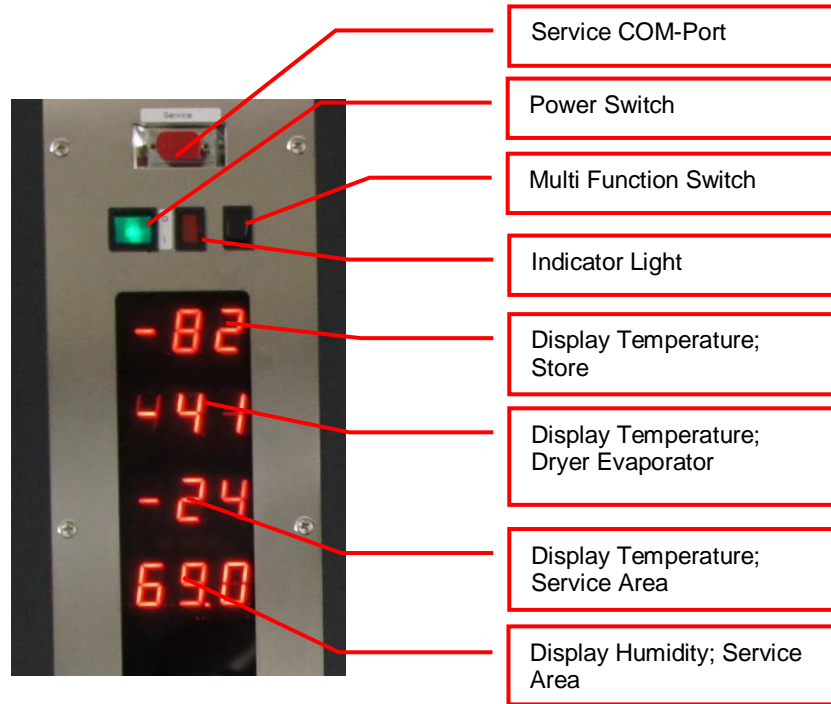 Service COM-Port
Service
Power Switch
Multi Function Switch
Indicator Light
-82
Display Temperature;
Store
-41
Display Temperature;
Dryer Evaporator
-24
Display Temperature;
Service Area
69.0
Display Humidity; Service
Area